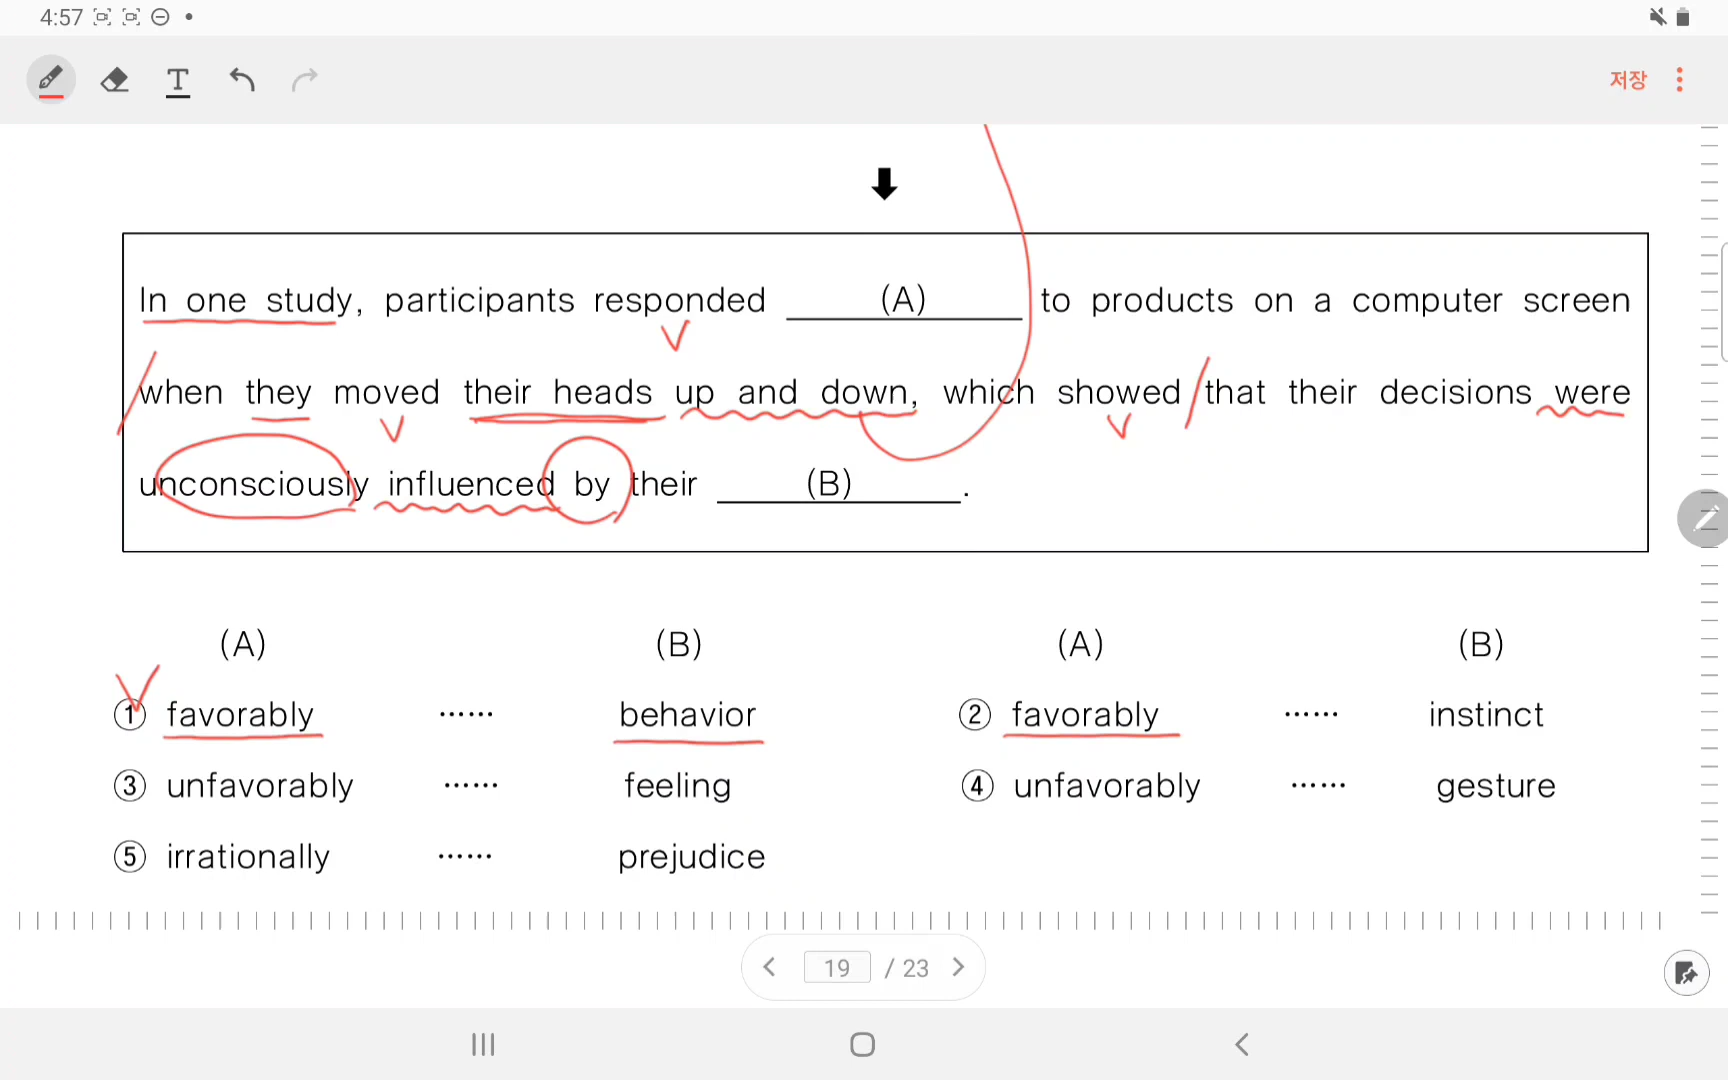 4:57
저장
In one study, participants responded (A) to products on a computer screen
when they moved their heads up and down, which showed that their decisions were
unconsciously influenced by their (B).
(A) (B) (A) (B)
① favorably ······ behavior ② favorably ······ instinct
③ unfavorably ······ feeling ④ unfavorably ······ gesture
⑤ irrationally ······ prejudice
19 / 23